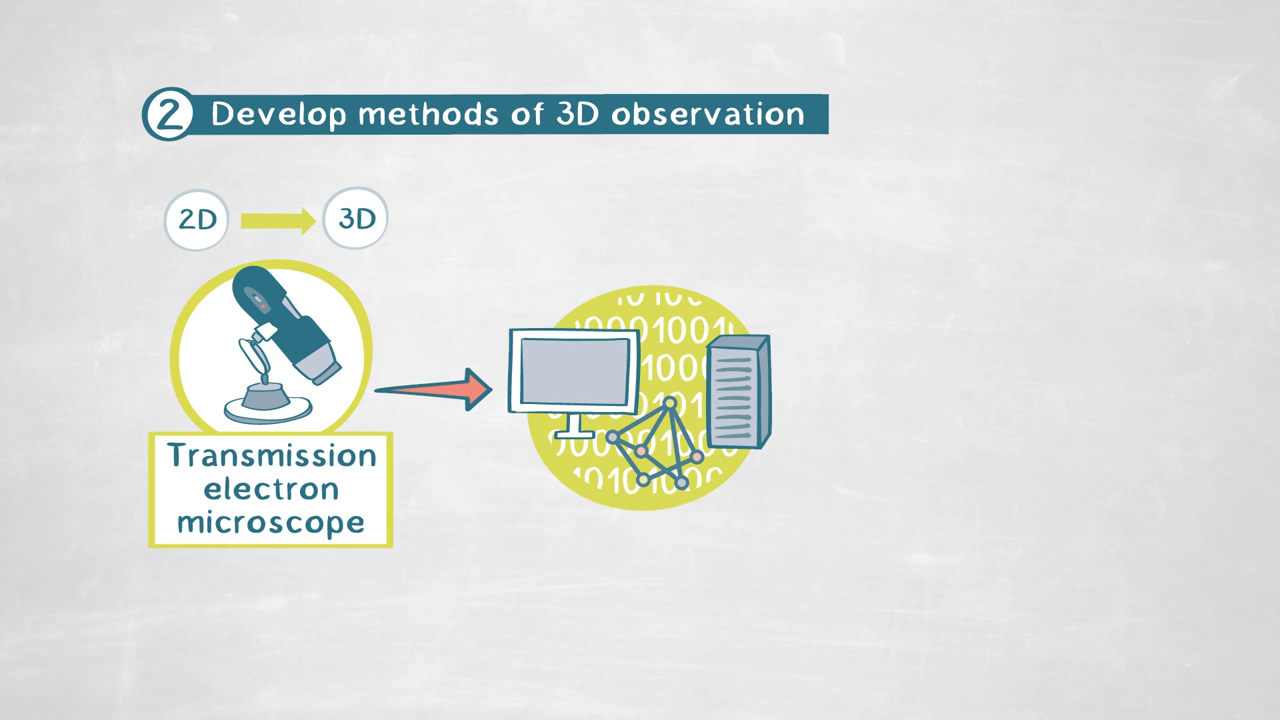 2 Develop methods of 3D observation
2D 3D
Transmission
electron
microscope